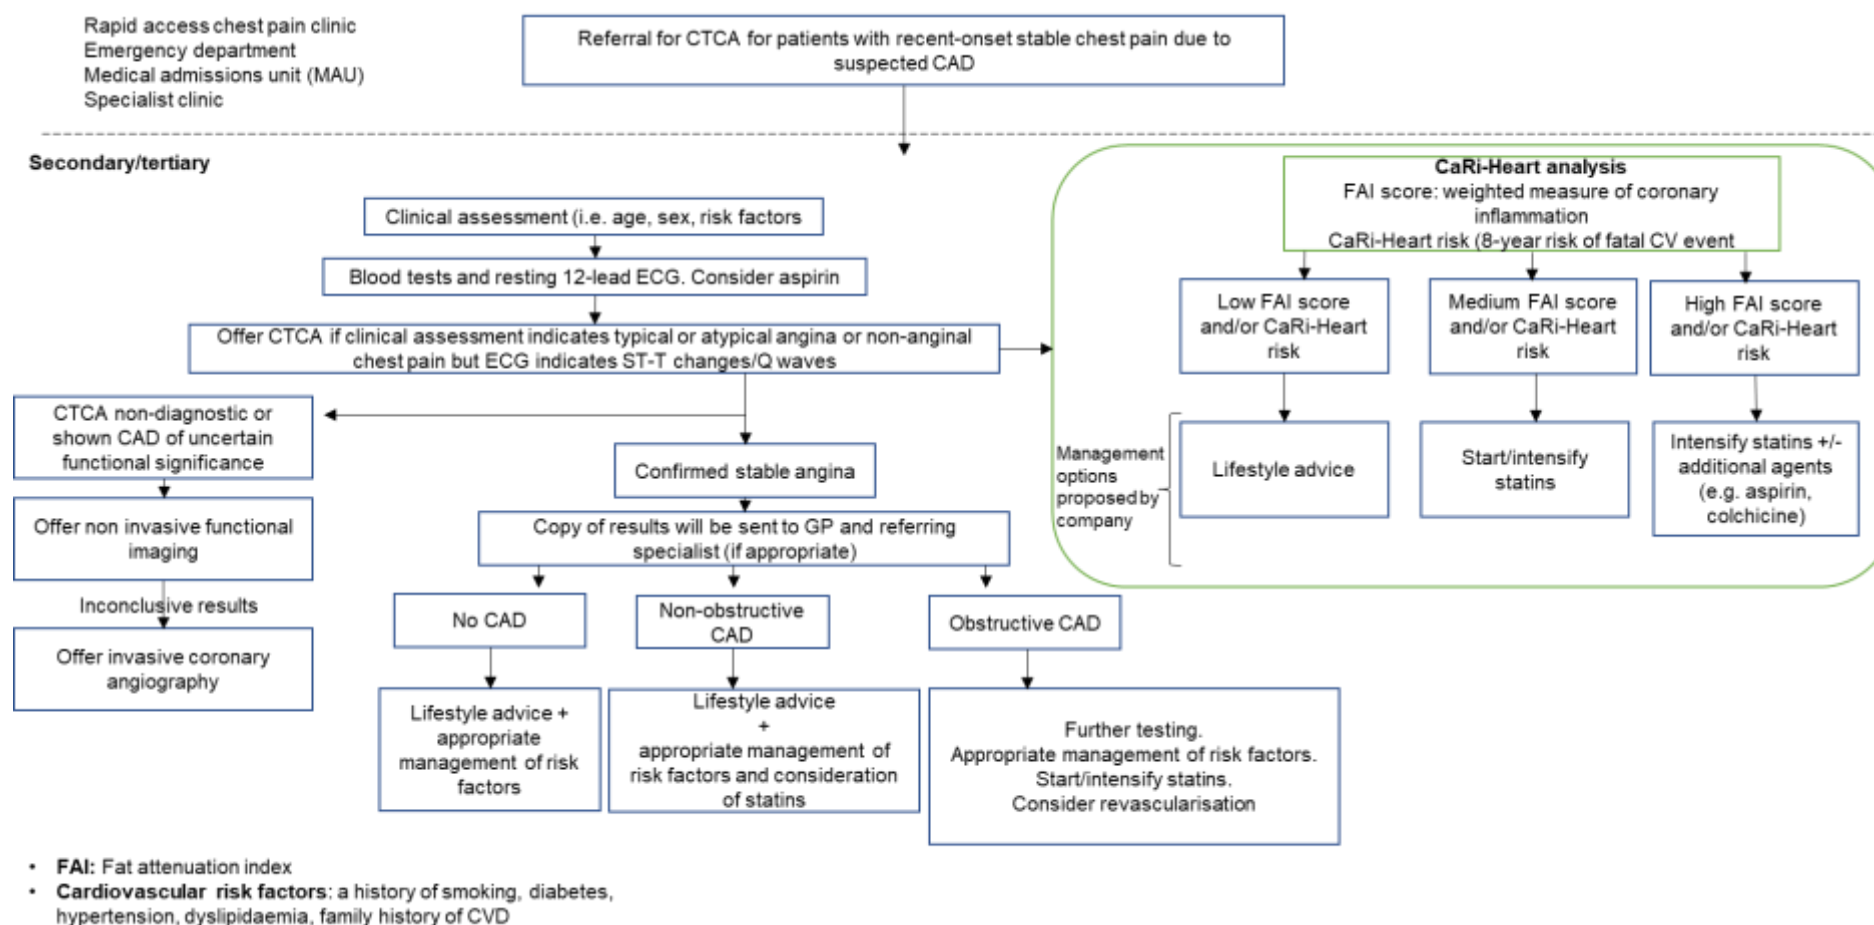 Rapid access chest pain clinic
Emergency department
Medical admissions unit (MAU)
Specialist clinic
Referral for CTCA for patients with recent-onset stable chest pain due to
suspected CAD
Secondary/tertiary
Clinical assessment (i.e. age, sex, risk factors
Blood tests and resting 12-lead ECG. Consider aspirin
Offer CTCA if clinical assessment indicates typical or atypical angina or non-anginal
chest pain but ECG indicates ST-T changes/Q waves
CTCA non-diagnostic or
shown CAD of uncertain
functional significance
Offer non invasive functional
imaging
Inconclusive results
Offer invasive coronary
angiography
Confirmed stable angina
Copy of results will be sent to GP and referring
specialist (if appropriate)
No CAD
Non-obstructive
CAD
Obstructive CAD
Lifestyle advice +
appropriate
management of risk
factors
Lifestyle advice
+
appropriate management of
risk factors and consideration
of statins
Further testing.
Appropriate management of risk factors.
Start/intensify statins.
Consider revascularisation
CaRi-Heart analysis
FAI score: weighted measure of coronary
inflammation
CaRi-Heart risk (8-year risk of fatal CV event
Low FAI score
and/or CaRi-Heart
risk
Medium FAI score
and/or CaRi-Heart
risk
High FAI score
and/or CaRi-Heart
risk
Management
options
proposed by
company
Lifestyle advice
Start/intensify
statins
Intensify statins +/-
additional agents
(e.g. aspirin,
colchicine)
• FAI: Fat attenuation index
• Cardiovascular risk factors: a history of smoking, diabetes,
hypertension, dyslipidaemia, family history of CVD